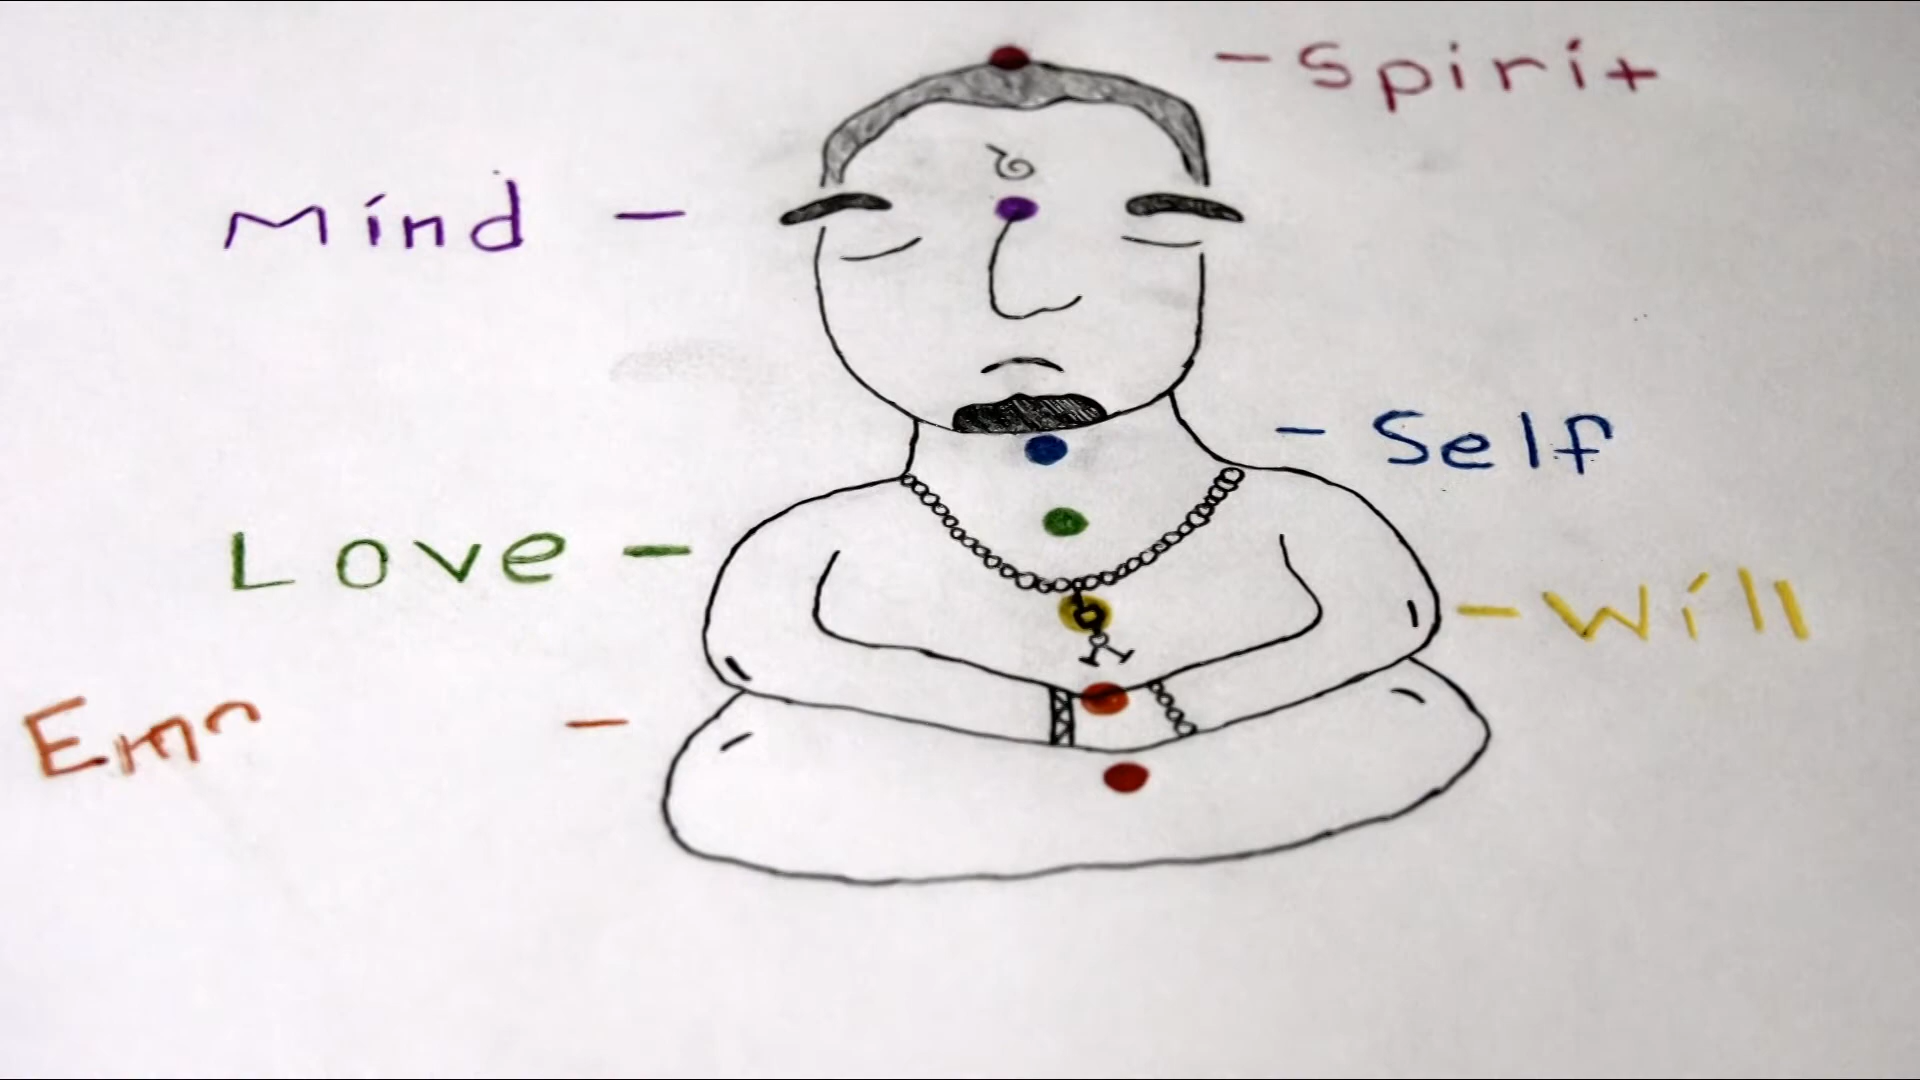 - Spirit
Mind -
- Self
Love -
- Will
-